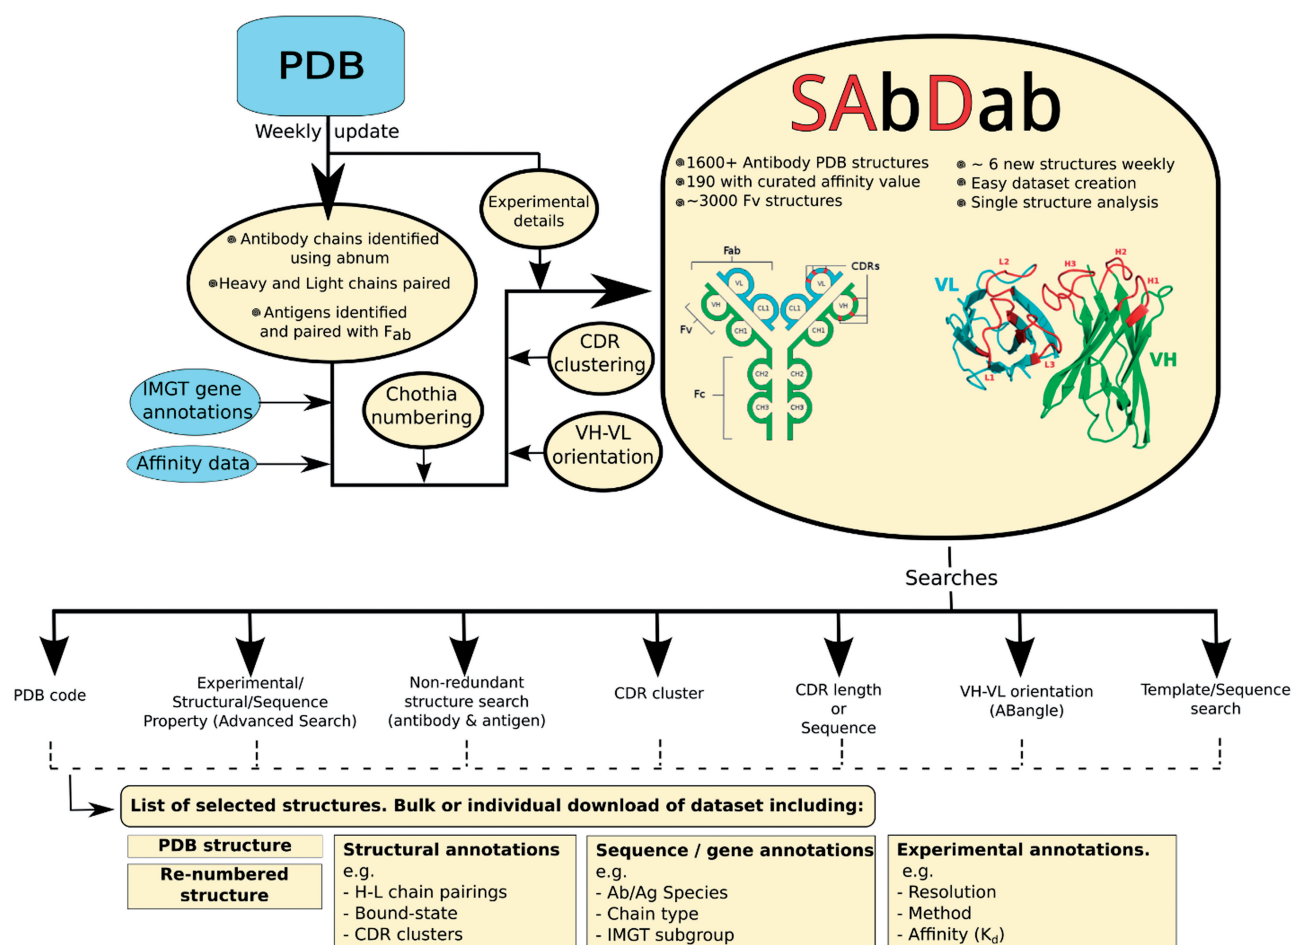 PDB
Weekly update
Antibody chains identified
using abnum
Heavy and Light chains paired
Antigens identified
and paired with Fab
Experimental
details
IMGT gene
annotations
Affinity data
Chothia
numbering
CDR
clustering
VH-VL
orientation
SAbDab
1600+ Antibody PDB structures
190 with curated affinity value
~3000 Fv structures
~ 6 new structures weekly
Easy dataset creation
Single structure analysis
Fab
CDRs
VL
VL
VH
VH
CL1
CL1
Fv
CH1
CH1
Fc
CH2
CH2
CH3
CH3
VL
L2
H3
H2
H1
L1
L3
VH
Searches
PDB code
Experimental/
Structural/Sequence
Property (Advanced Search)
Non-redundant
structure search
(antibody & antigen)
CDR cluster
CDR length
or
Sequence
VH-VL orientation
(ABangle)
Template/Sequence
search
List of selected structures. Bulk or individual download of dataset including:
PDB structure
Re-numbered
structure
Structural annotations
e.g.
- H-L chain pairings
- Bound-state
- CDR clusters
Sequence / gene annotations
e.g.
- Ab/Ag Species
- Chain type
- IMGT subgroup
Experimental annotations.
e.g.
- Resolution
- Method
- Affinity (Kd)